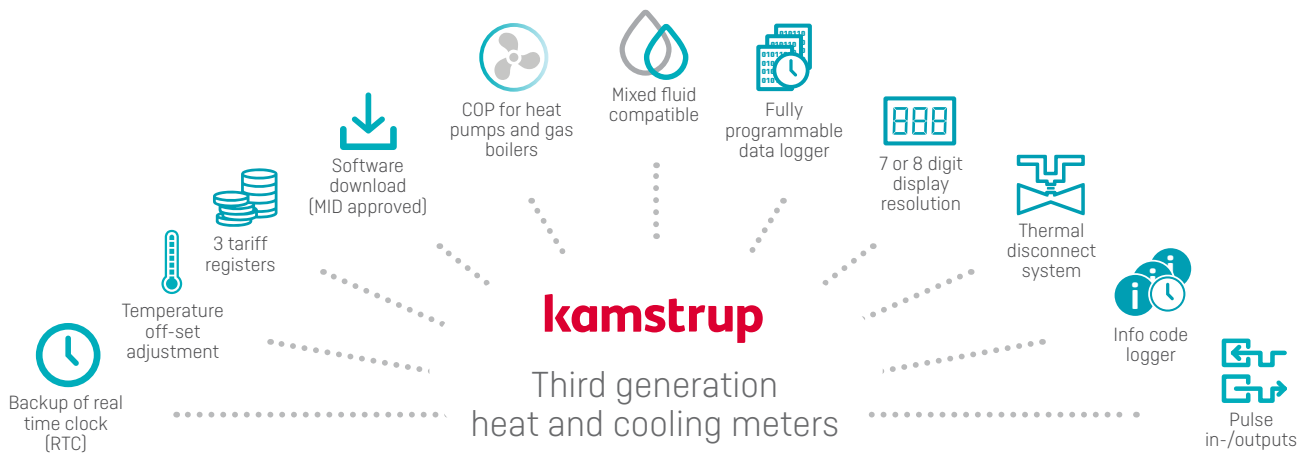 COP for heat
pumps and gas
boilers
Mixed fluid
compatible
Fully
programmable
data logger
Software
download
(MID approved)
7 or 8 digit
display
resolution
3 tariff
registers
Thermal
disconnect
system
Temperature
off-set
adjustment
Info code
logger
Backup of real
time clock
(RTC)
Pulse
in-/outputs
kamstrup
Third generation
heat and cooling meters